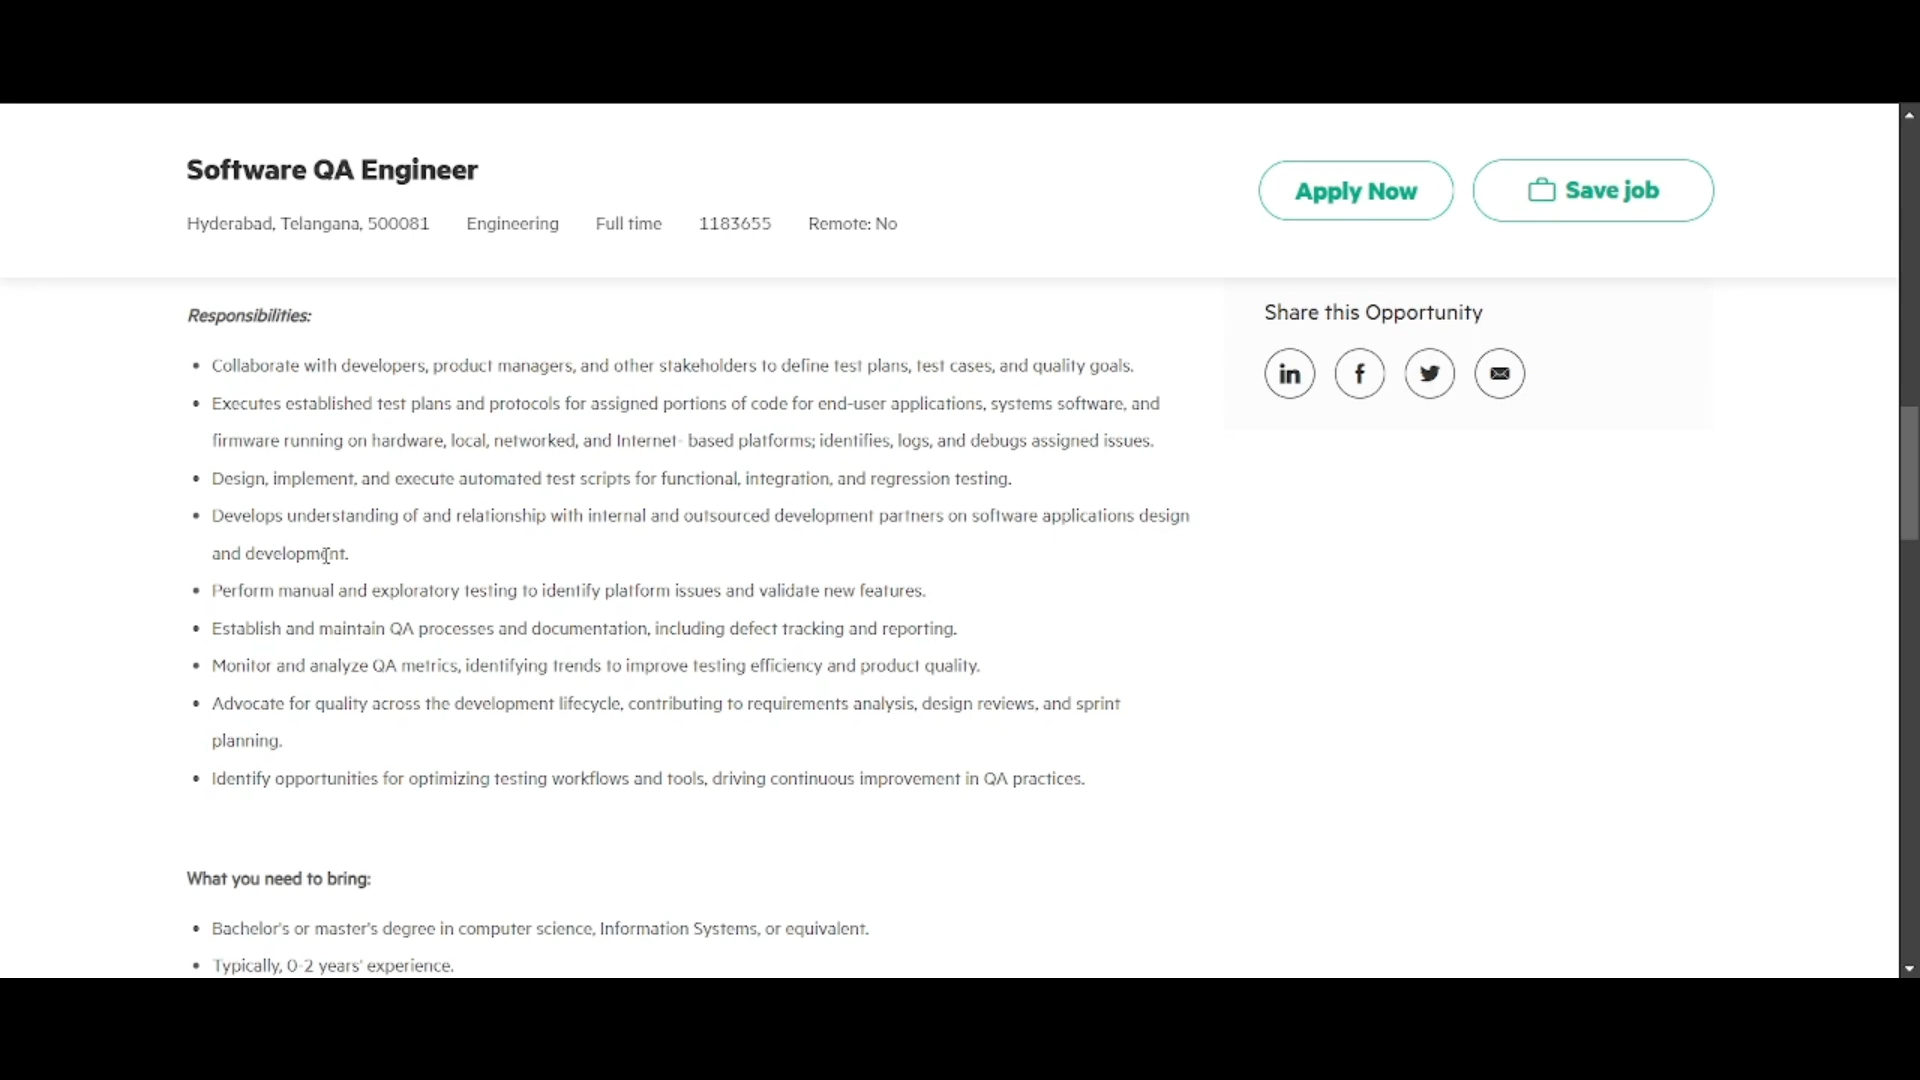 Software QA Engineer
Apply Now
Save job
Hyderabad, Telangana, 500081 Engineering Full time 1183655 Remote: No
Responsibilities:
Share this Opportunity
• Collaborate with developers, product managers, and other stakeholders to define test plans, test cases, and quality goals.
• Executes established test plans and protocols for assigned portions of code for end-user applications, systems software, and
firmware running on hardware, local, networked, and Internet- based platforms; identifies, logs, and debugs assigned issues.
• Design, implement, and execute automated test scripts for functional, integration, and regression testing.
• Develops understanding of and relationship with internal and outsourced development partners on software applications design
and development.
• Perform manual and exploratory testing to identify platform issues and validate new features.
• Establish and maintain QA processes and documentation, including defect tracking and reporting.
• Monitor and analyze QA metrics, identifying trends to improve testing efficiency and product quality.
• Advocate for quality across the development lifecycle, contributing to requirements analysis, design reviews, and sprint
planning.
• Identify opportunities for optimizing testing workflows and tools, driving continuous improvement in QA practices.
What you need to bring:
• Bachelor's or master's degree in computer science, Information Systems, or equivalent.
• Typically, 0-2 years' experience.